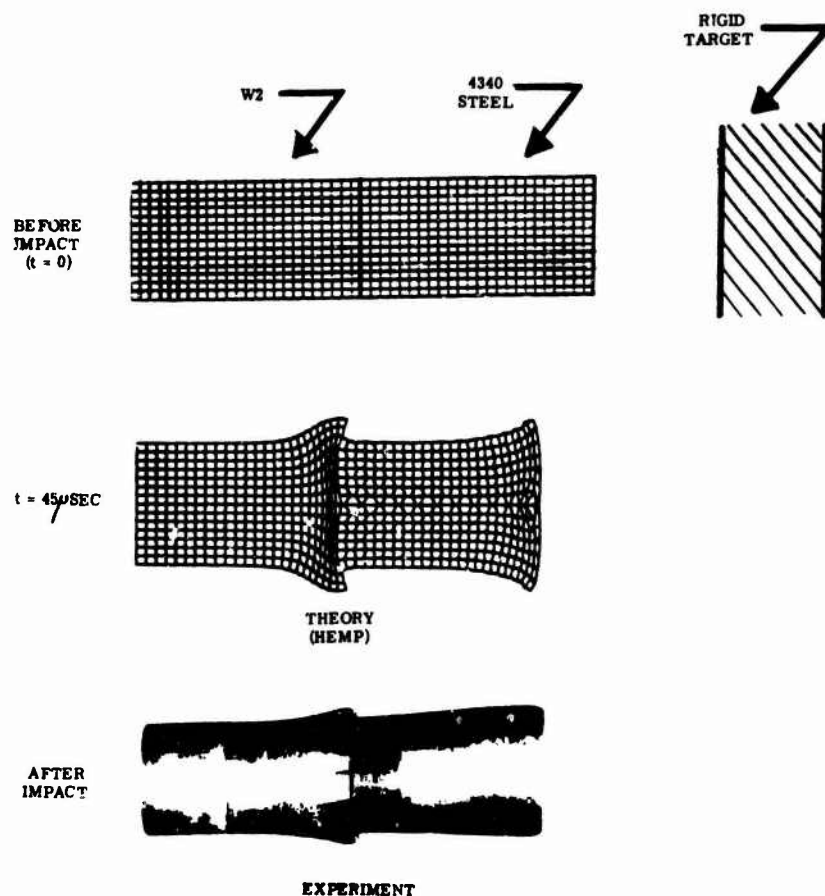 RIGID
TARGET
W2
4340
STEEL
BEFORE
IMPACT
(t = 0)
t = 45μSEC
THEORY
(HEMP)
AFTER
IMPACT
EXPERIMENT